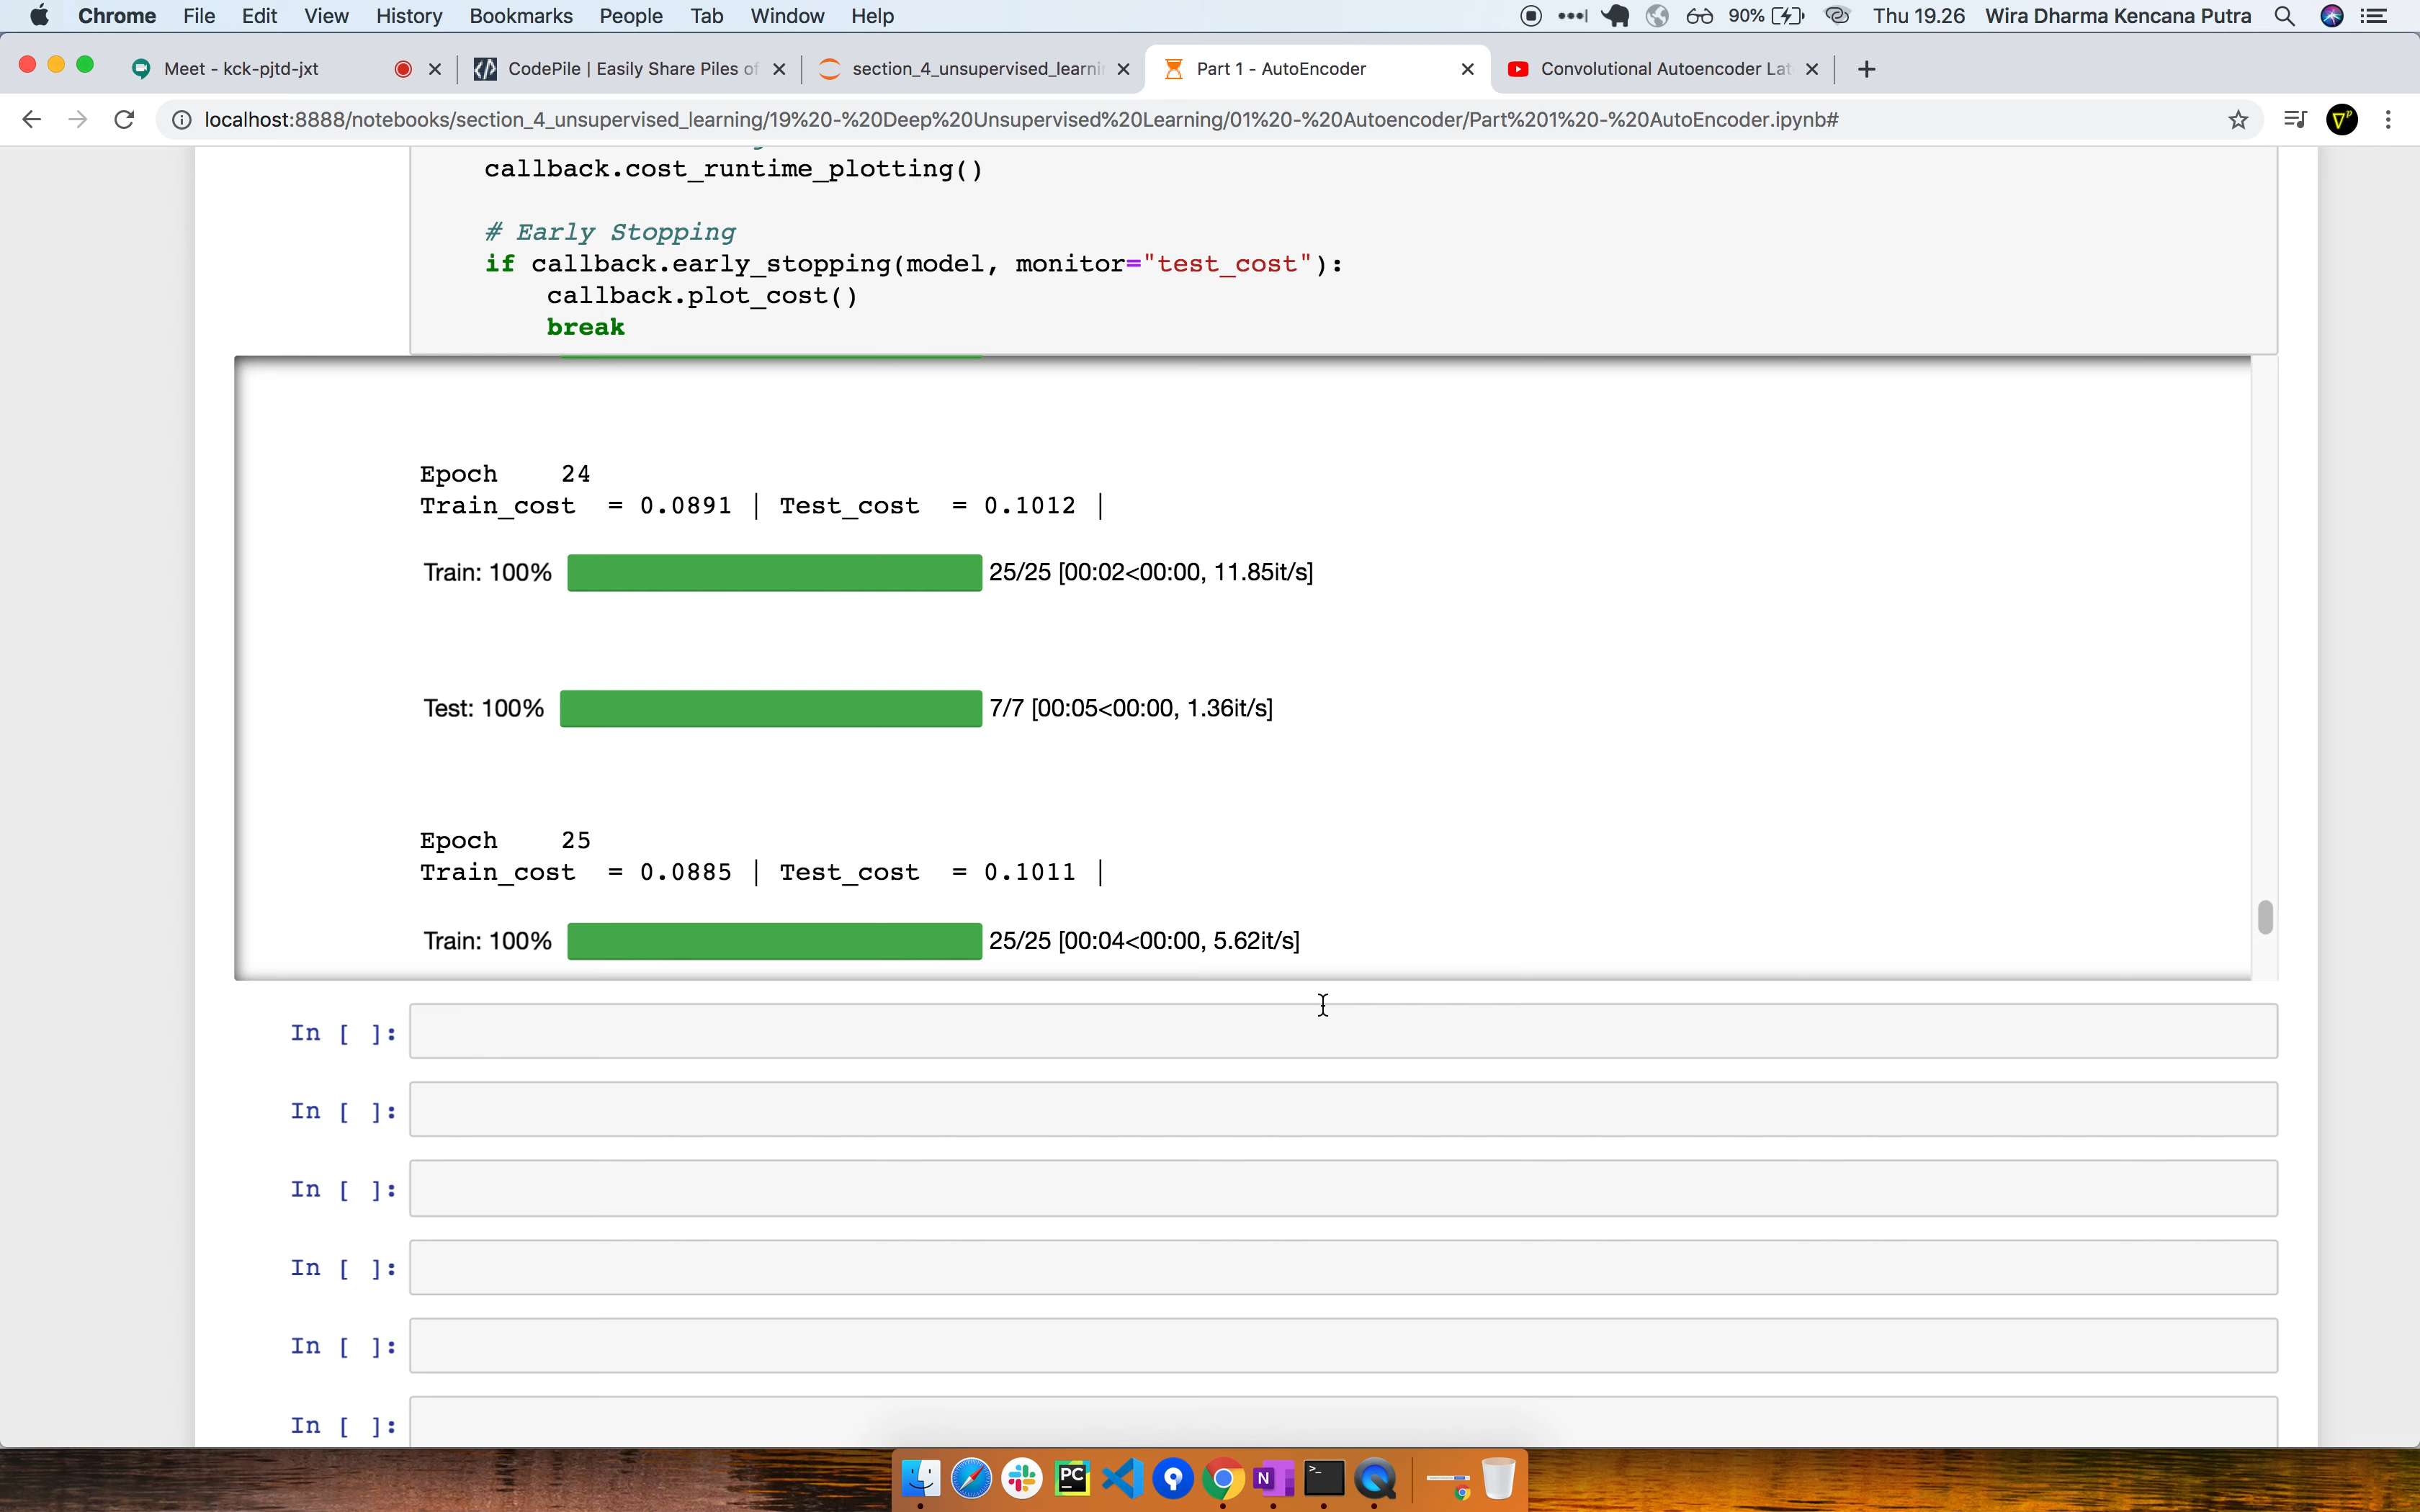 Chrome File Edit View History Bookmarks People Tab Window Help 90% Thu 19.26 Wira Dharma Kencana Putra
Meet - kck-pjtd-jxt CodePile | Easily Share Piles of section_4_unsupervised_learni Part 1 - AutoEncoder Convolutional Autoencoder Lat
localhost:8888/notebooks/section_4_unsupervised_learning/19%20-%20Deep%20Unsupervised%20Learning/01%20-%20Autoencoder/Part%201%20-%20AutoEncoder.ipynb#
callback.cost_runtime_plotting()
# Early Stopping
if callback.early_stopping(model, monitor="test_cost"):
callback.plot_cost()
break
Epoch 24
Train_cost = 0.0891 | Test_cost = 0.1012 |
Train: 100% 25/25 [00:02<00:00, 11.85it/s]
Test: 100% 7/7 [00:05<00:00, 1.36it/s]
Epoch 25
Train_cost = 0.0885 | Test_cost = 0.1011 |
Train: 100% 25/25 [00:04<00:00, 5.62it/s]
In [ ]:
In [ ]:
In [ ]:
In [ ]:
In [ ]:
In [ ]:
PC N >_